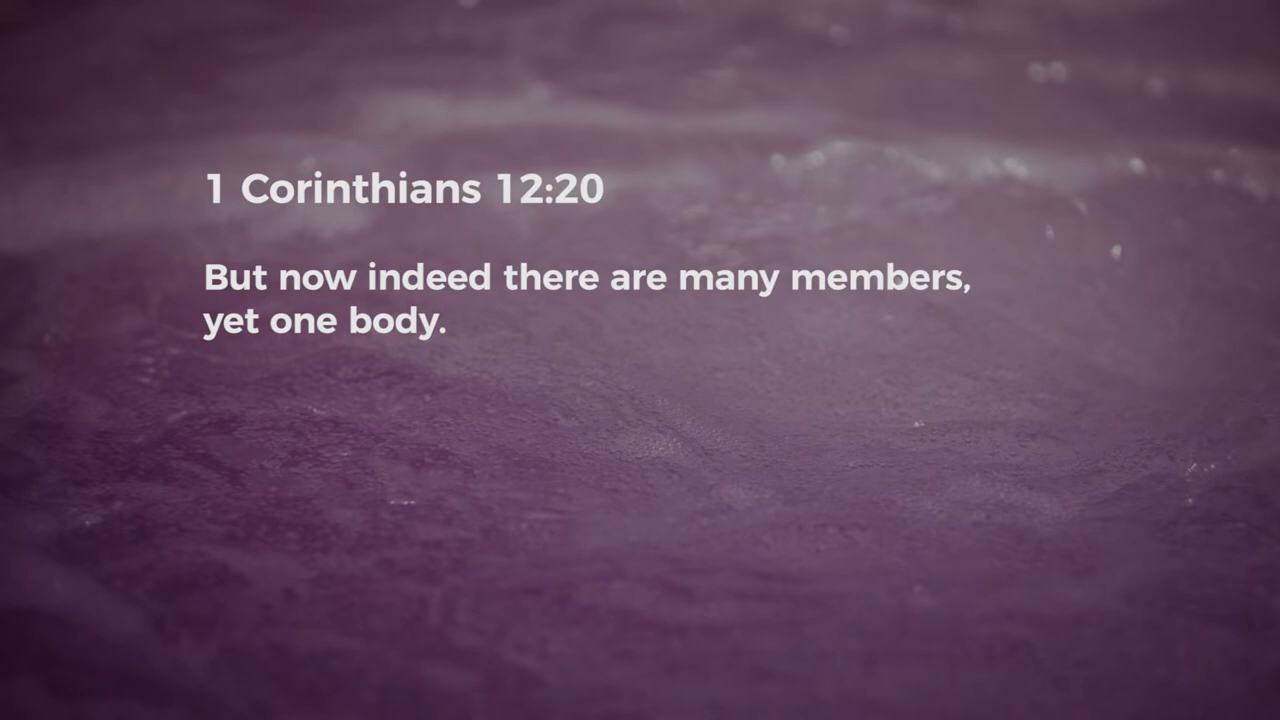 1 Corinthians 12:20
But now indeed there are many members,
yet one body.